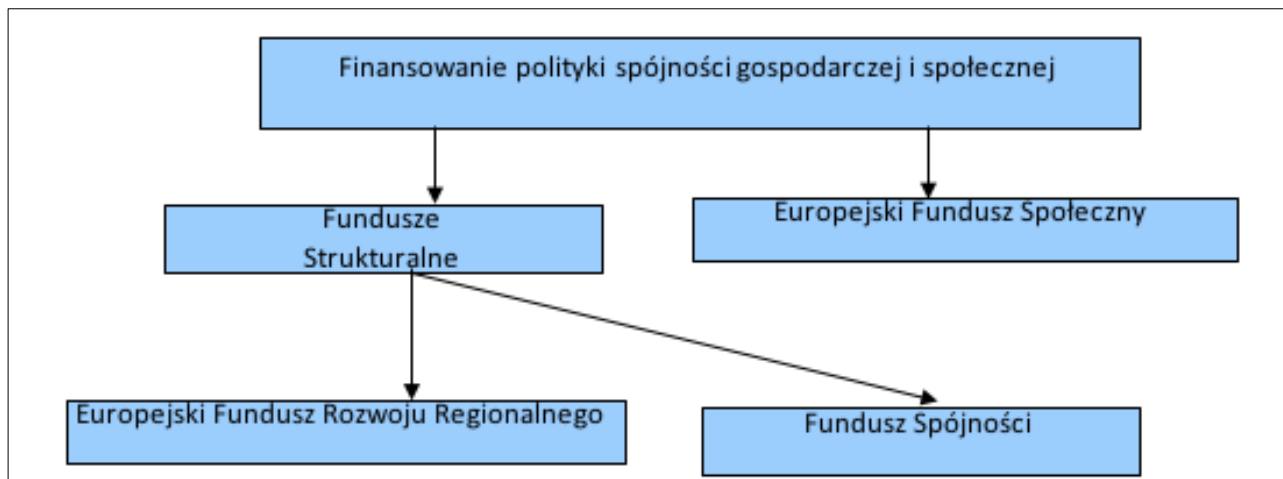 Finansowanie polityki spójności gospodarczej i społecznej
Fundusze
Strukturalne
Europejski Fundusz Społeczny
Europejski Fundusz Rozwoju Regionalnego
Fundusz Spójności